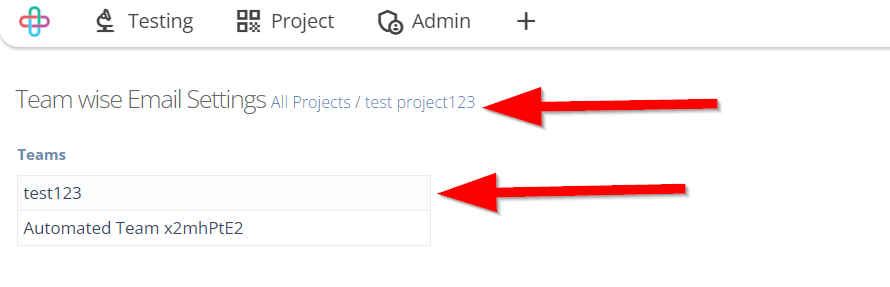 Testing Project Admin +
Team wise Email Settings All Projects / test project123
Teams
test123
Automated Team x2mhPtE2